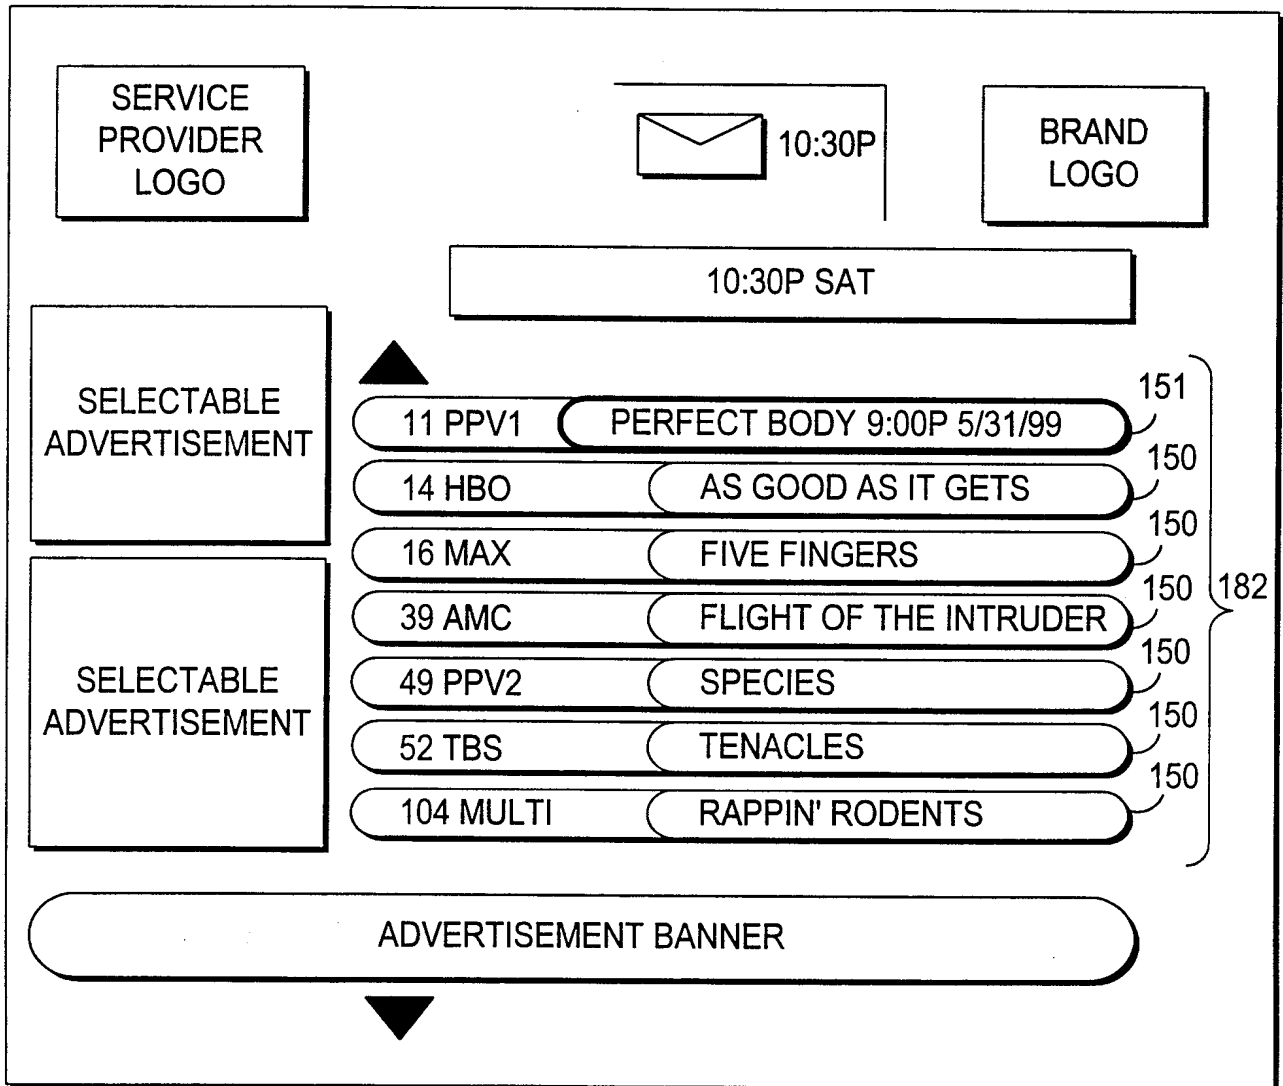 SERVICE
PROVIDER
LOGO
10:30P
BRAND
LOGO
10:30P SAT
SELECTABLE
ADVERTISEMENT
SELECTABLE
ADVERTISEMENT
11 PPV1 PERFECT BODY 9:00P 5/31/99 151
14 HBO AS GOOD AS IT GETS 150
16 MAX FIVE FINGERS 150
39 AMC FLIGHT OF THE INTRUDER 150
49 PPV2 SPECIES 150
52 TBS TENACLES 150
104 MULTI RAPPIN' RODENTS 150
182
ADVERTISEMENT BANNER